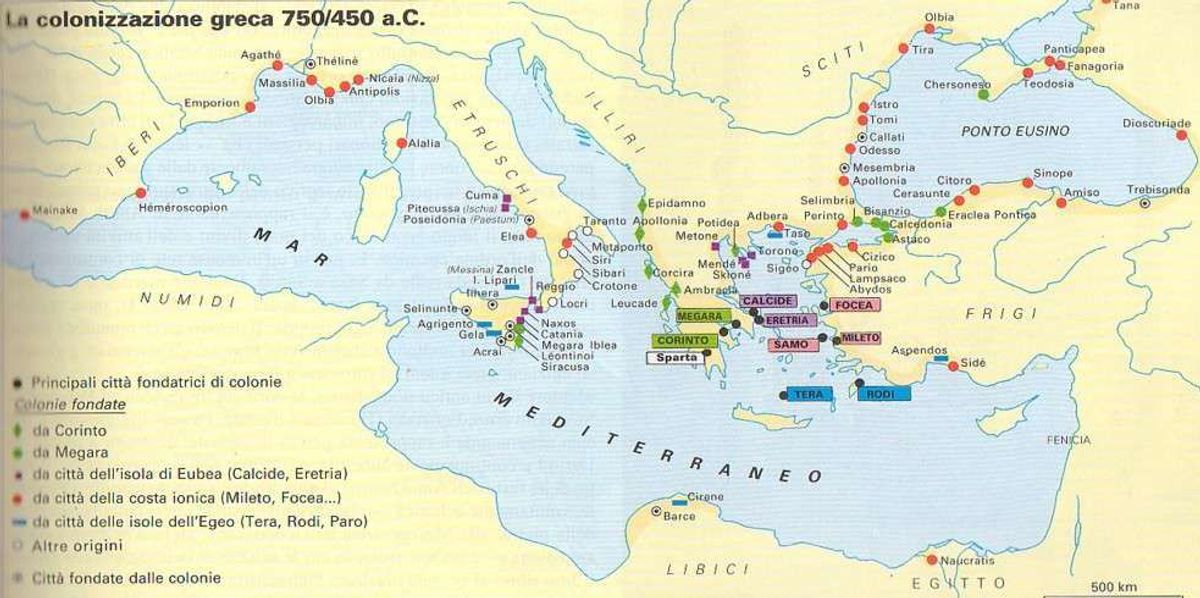 La colonizzazione greca 750/450 a.C.
Agathé
Théliné
Massilia
Nicaia (Nizza)
Olbia
Antipolis
Emporion
Alalia
IBERI
ETRUSCHI
ILLIRI
SCITI
Olbia
Tira
Tana
Panticapea
Chersoneso
Fanagoria
Teodosia
Istro
Tomi
Callati
Odesso
PONTO EUSINO
Dioscuriade
Mesembria
Apollonia
Citoro
Sinope
Cerasunte
Amiso
Trebisonda
Selimbria
Perinto
Bisanzio
Calcedonia
Eraclea Pontica
Astaco
Mainake
Héméroscopion
Cuma
Pitecussa (Ischia)
Poseidonia (Paestum)
Elea
Taranto
Metaponto
Siri
Sibari
Crotone
Epidamno
Apollonia
Corcira
Ambracia
Leucade
Potidea
Metone
Mendé
Skioné
Torone
Adbera
Taso
Sigeo
Cizico
Pario
Lampsaco
Abydos
MAR
MEDITERRANEO
NUMIDI
(Messina) Zancle
I. Lipari
Reggio
Locri
Selinunte
Imera
Agrigento
Gela
Acrai
Naxos
Catania
Megara Iblea
Léontinoi
Siracusa
MEGARA
CORINTO
Sparta
CALCIDE
ERETRIA
FOCEA
SAMO
MILETO
FRIGI
Aspendos
Sidé
TERA
RODI
FENICIA
Cirene
Barce
LIBICI
Naucratis
EGITTO
500 km
Principali città fondatrici di colonie
Colonie fondate
da Corinto
da Megara
da città dell'isola di Eubea (Calcide, Eretria)
da città della costa ionica (Mileto, Focea...)
da città delle isole dell'Egeo (Tera, Rodi, Paro)
Altre origini
Città fondate dalle colonie